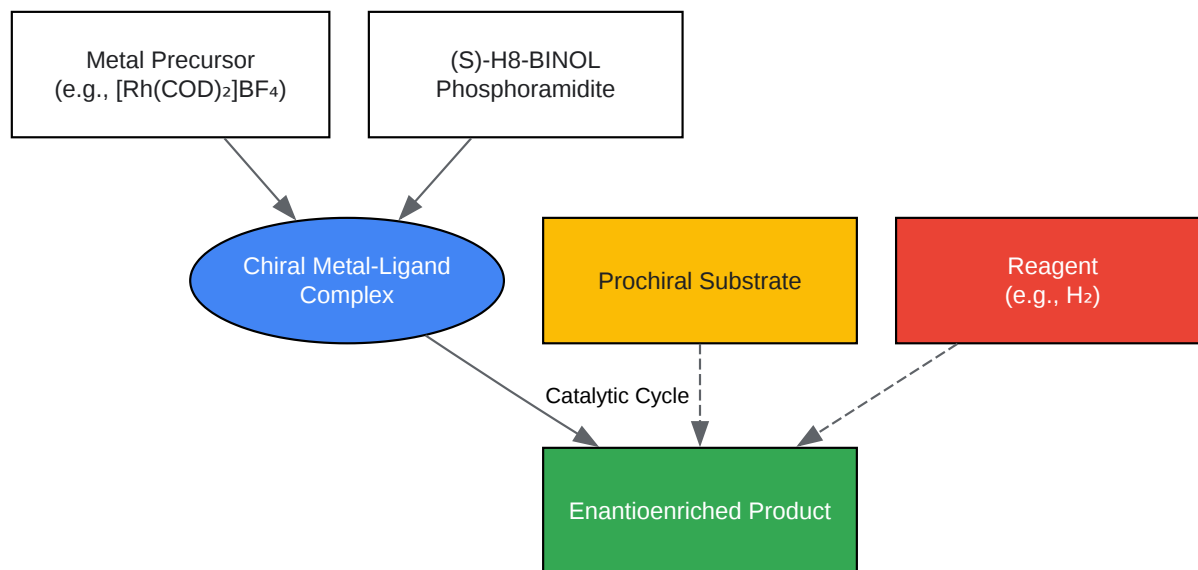 Metal Precursor
(e.g., [Rh(COD)₂]BF₄)
(S)-H8-BINOL
Phosphoramidite
Chiral Metal-Ligand
Complex
Prochiral Substrate
Reagent
(e.g., H₂)
Catalytic Cycle
Enantioenriched Product